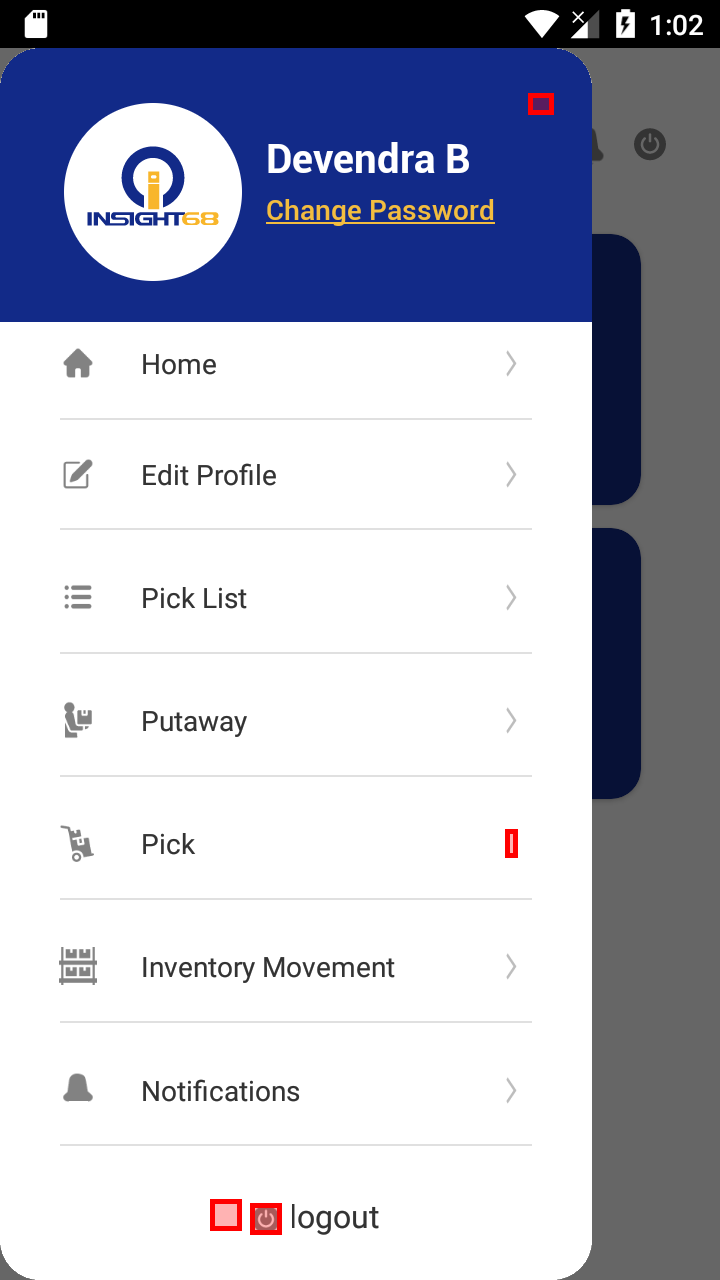 1:02
Devendra B
Change Password
INSIGHT68
Home
Edit Profile
Pick List
Putaway
Pick
Inventory Movement
Notifications
logout